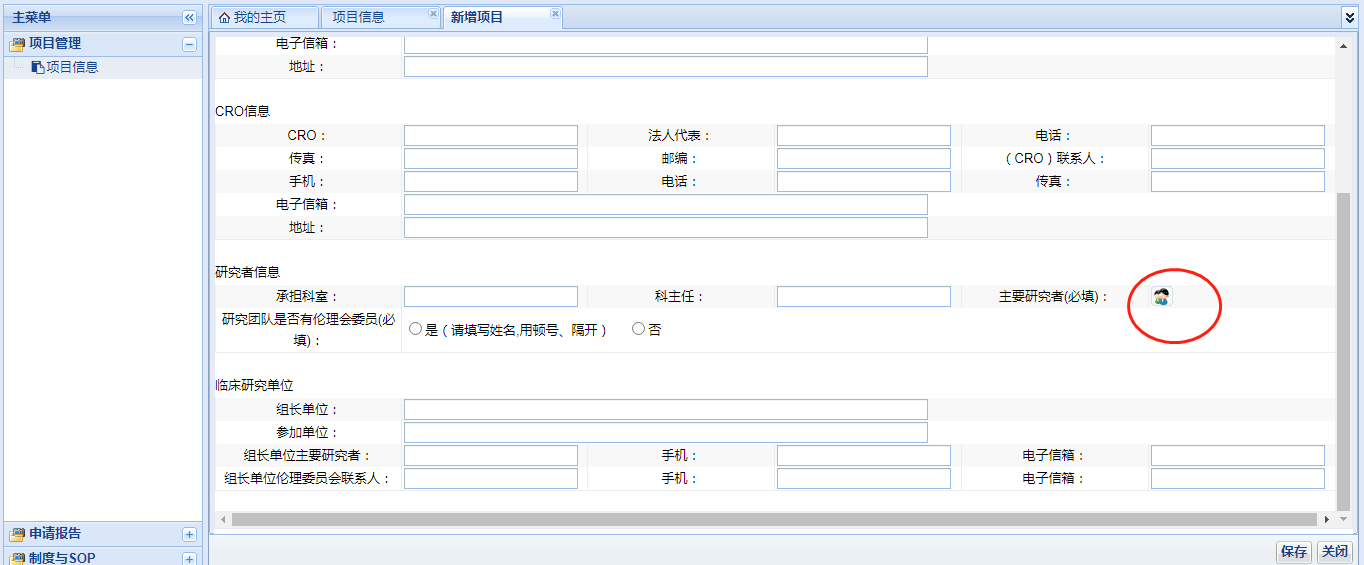 主菜单
我的主页 项目信息 新增项目
项目管理
项目信息
电子信箱：
地址：
CRO信息
CRO： 法人代表： 电话：
传真： 邮编： （CRO）联系人：
手机： 电话： 传真：
电子信箱：
地址：
研究者信息
承担科室： 科主任： 主要研究者(必填)：
研究团队是否有伦理会委员(必
填)：
是（请填写姓名,用顿号、隔开） 否
临床研究单位
组长单位：
参加单位：
组长单位主要研究者： 手机： 电子信箱：
组长单位伦理委员会联系人： 手机： 电子信箱：
申请报告
制度与SOP
保存 关闭